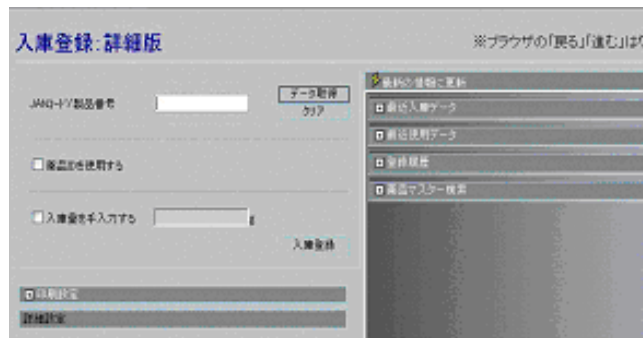 入庫登録:詳細版
※ブラウザの「戻る」「進む」は
JANコード/製品番号
データ取得
クリア
薬品IDを使用する
入庫量を手入力する
g
入庫登録
印刷設定
詳細設定
最新の情報に更新
最近入庫データ
最近使用データ
登録履歴
薬品マスター検索